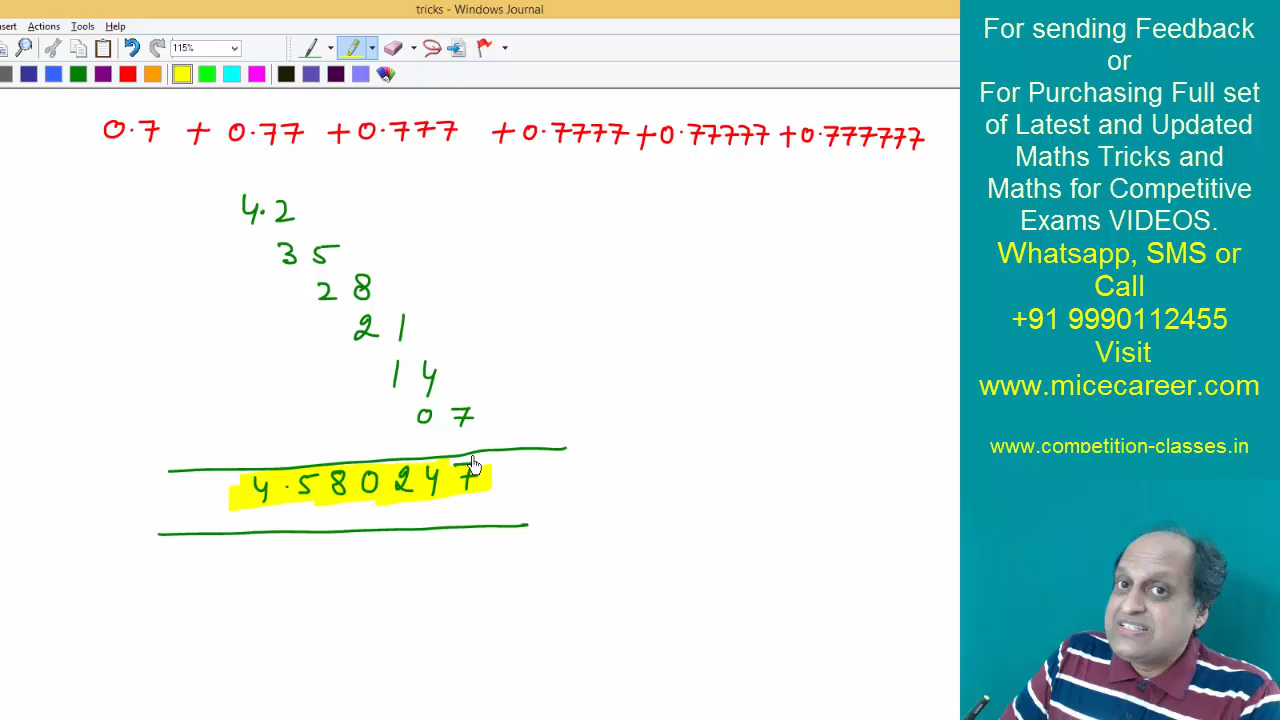 tricks - Windows Journal
nsert Actions Tools Help
115%
0.7 + 0.77 + 0.777 + 0.7777 + 0.77777 + 0.777777
4.2
3 5
2 8
2 1
1 4
0 7
4.580247
For sending Feedback
or
For Purchasing Full set
of Latest and Updated
Maths Tricks and
Maths for Competitive
Exams VIDEOS.
Whatsapp, SMS or
Call
+91 9990112455
Visit
www.micecareer.com
www.competition-classes.in